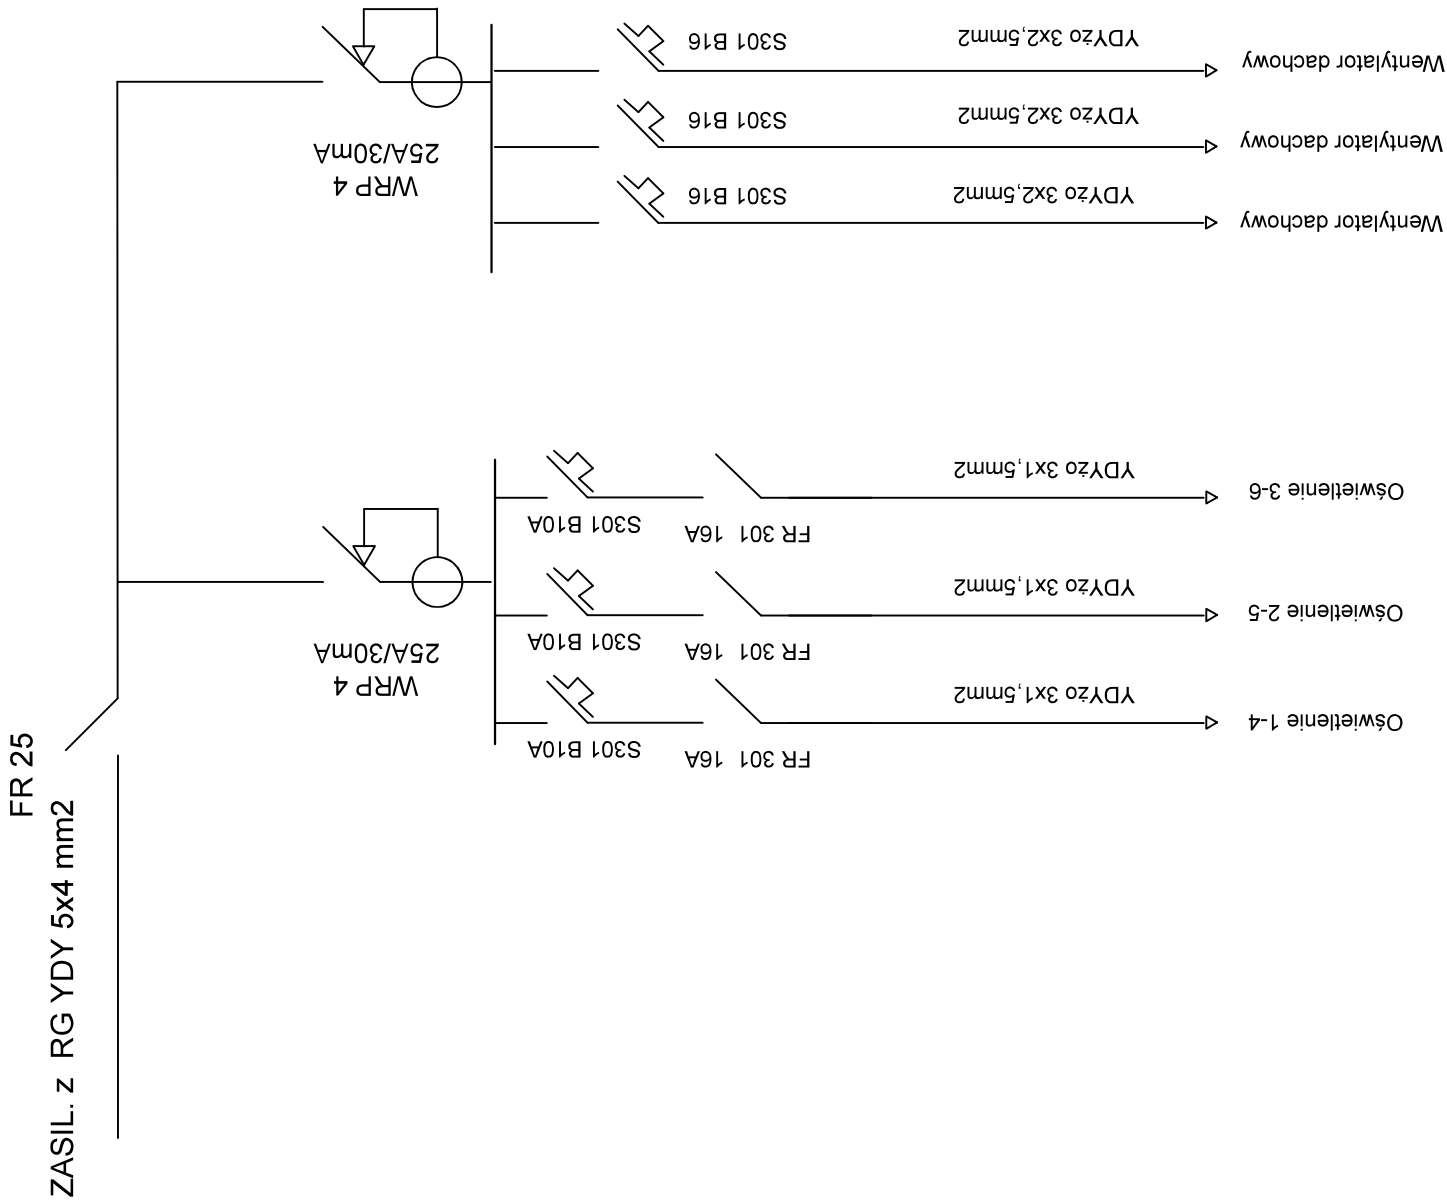 FR 25
ZASIL. z RG YDY 5x4 mm2
Oświetlenie 1-4
YDYżo 3x1,5mm2
FR 301 16A
S301 B10A
Oświetlenie 2-5
YDYżo 3x1,5mm2
FR 301 16A
S301 B10A
WRP 4
25A/30mA
Oświetlenie 3-6
YDYżo 3x1,5mm2
FR 301 16A
S301 B10A
Wentylator dachowy
YDYżo 3x2,5mm2
S301 B16
WRP 4
25A/30mA
Wentylator dachowy
YDYżo 3x2,5mm2
S301 B16
Wentylator dachowy
YDYżo 3x2,5mm2
S301 B16